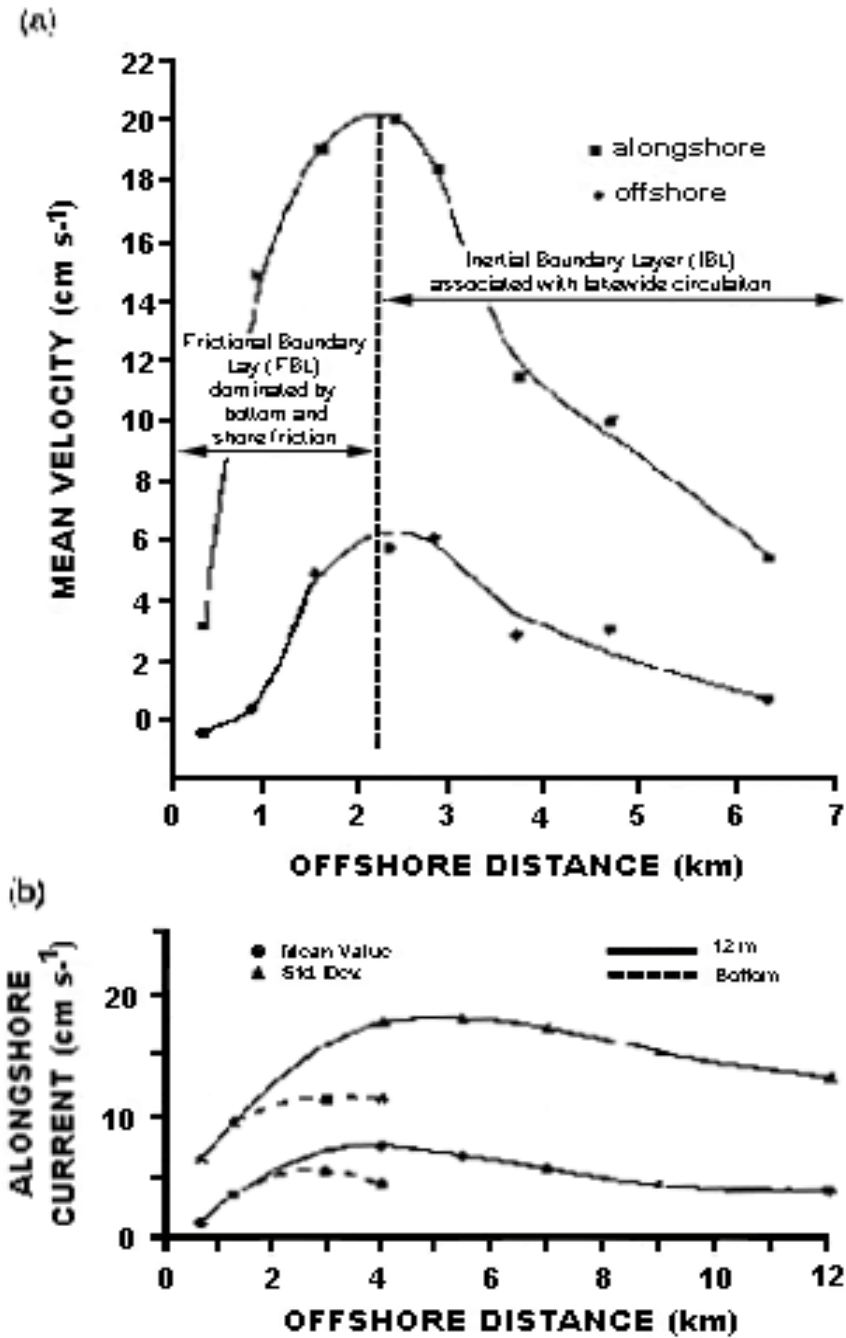 (a)
22
20
18
16
14
12
10
8
6
4
2
0
MEAN VELOCITY (cm s-1)
alongshore
offshore
Inertial Boundary Layer (IBL)
associated with lakewide circulaiton
Frictional Boundary
Lay (FBL)
dominated by
bottom and
shore friction
0 1 2 3 4 5 6 7
OFFSHORE DISTANCE (km)
(b)
ALONGSHORE
CURRENT (cm s-1)
20
10
0
Mean Value
Std. Dev.
12 m
Bottom
0 2 4 6 8 10 12
OFFSHORE DISTANCE (km)